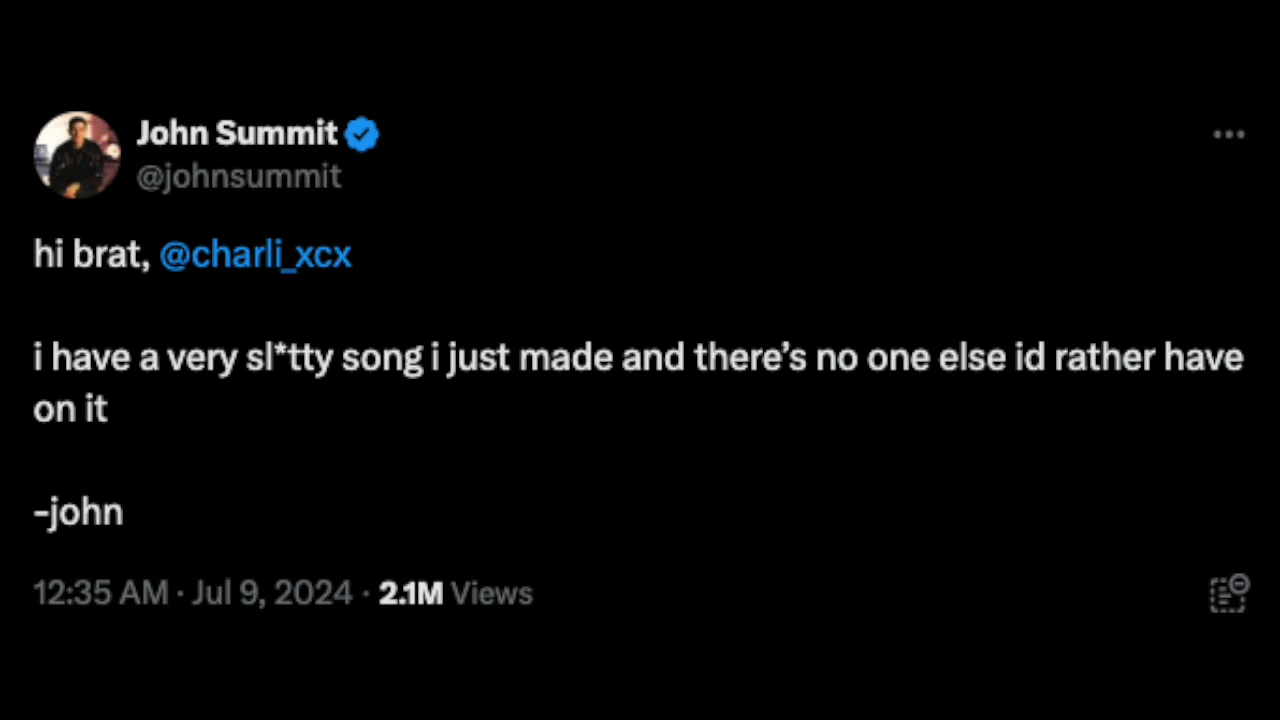 John Summit
@johnsummit
hi brat, @charli_xcx
i have a very sl*tty song i just made and there’s no one else id rather have
on it
-john
12:35 AM · Jul 9, 2024 · 2.1M Views